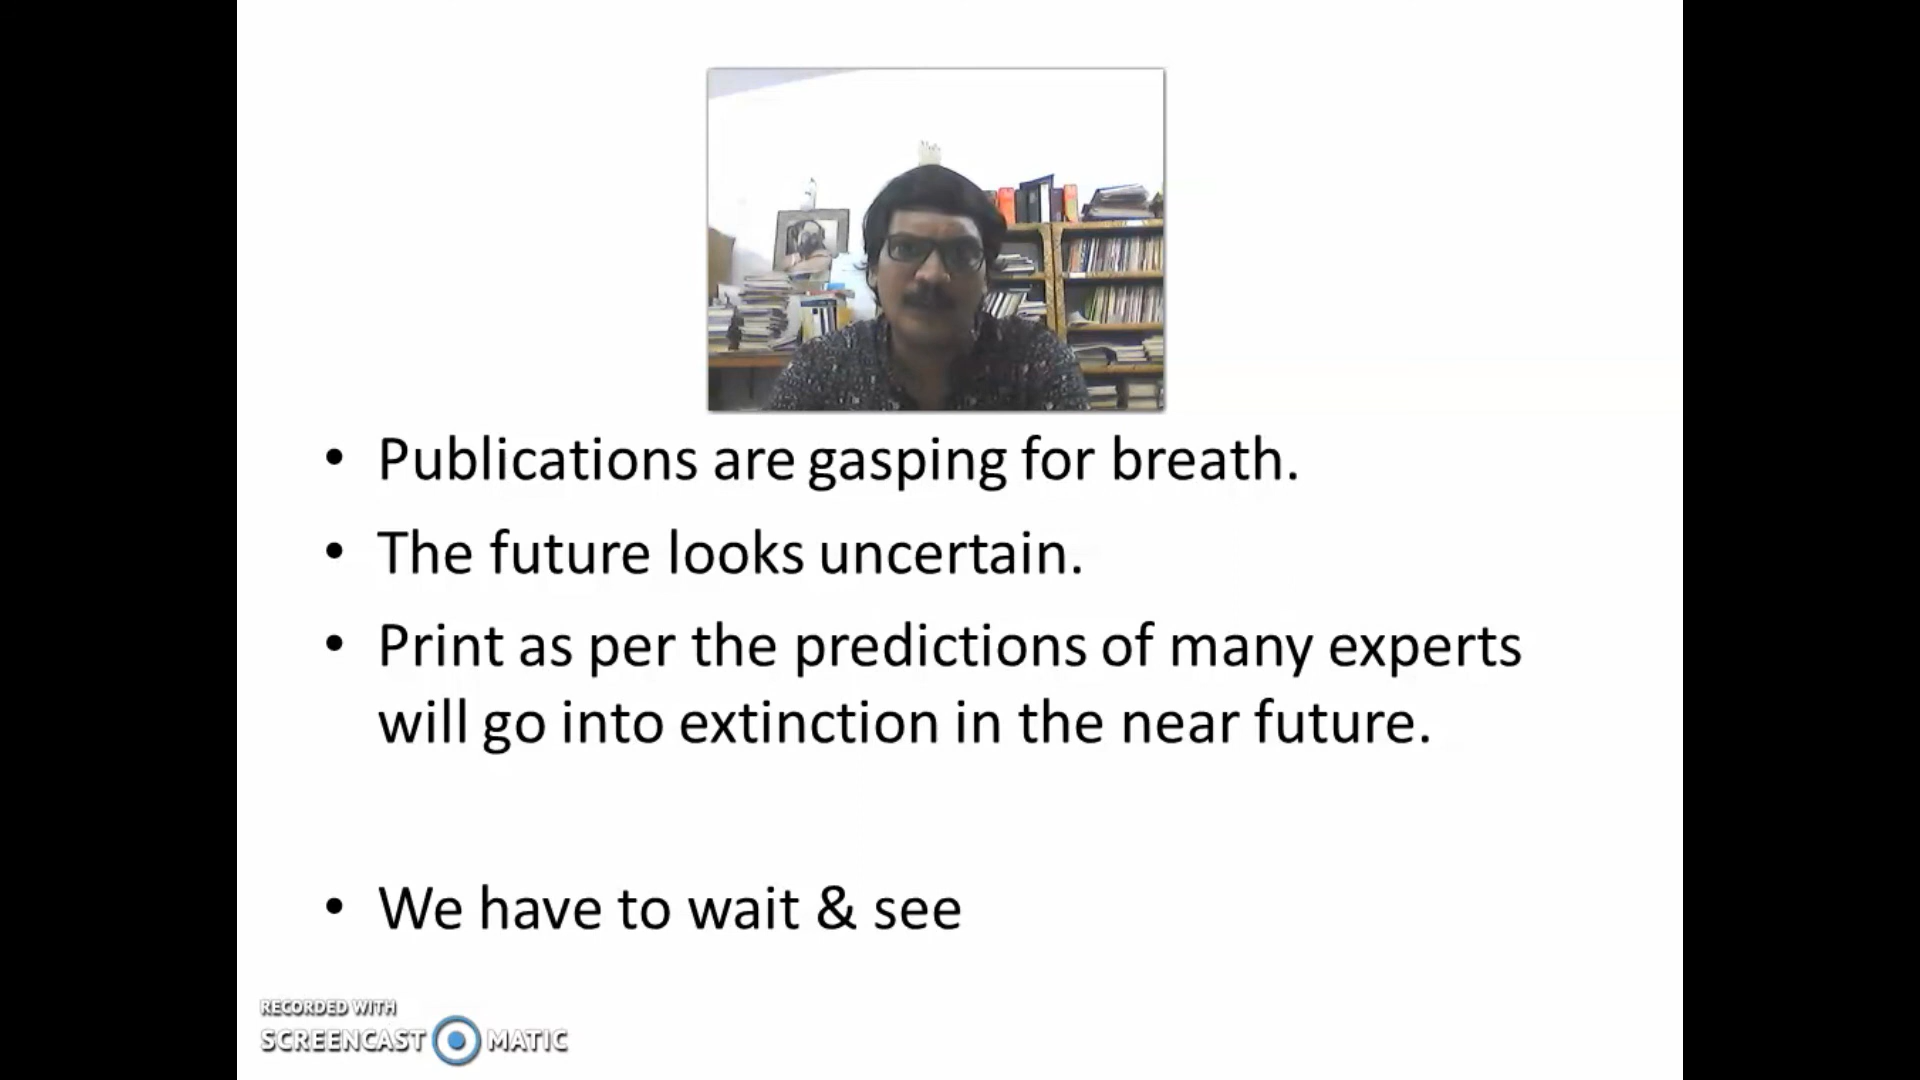 • Publications are gasping for breath.
• The future looks uncertain.
• Print as per the predictions of many experts
will go into extinction in the near future.
• We have to wait & see
RECORDED WITH
SCREENCAST MATIC